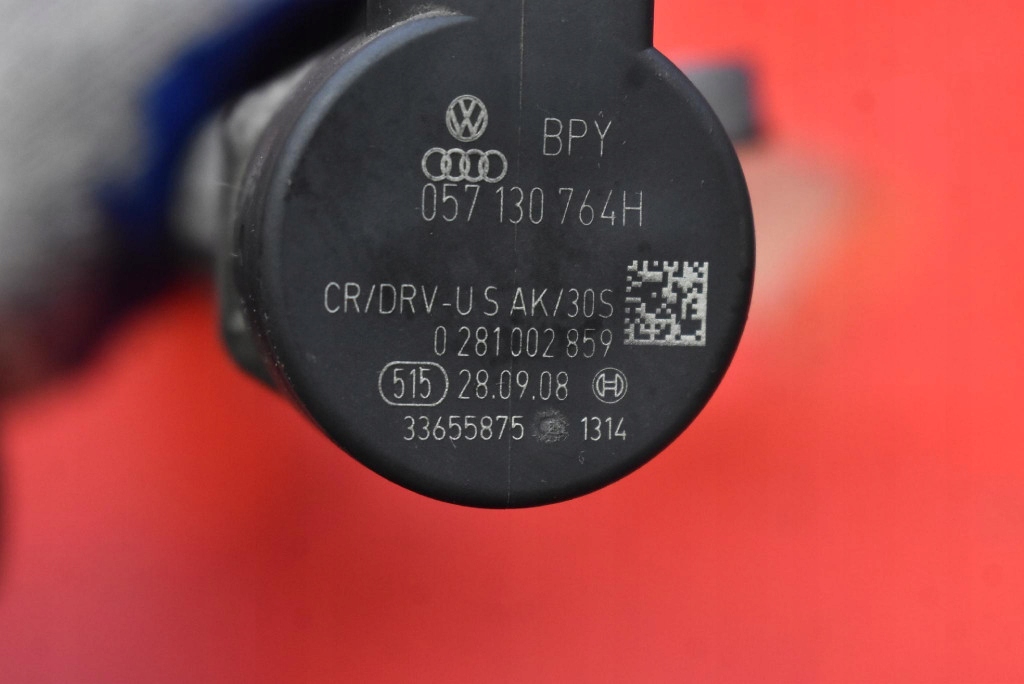 BPY
057 130 764H
CR/DRV-U S AK/30S
0 281 002 859
515 28.09.08
33655875 1314